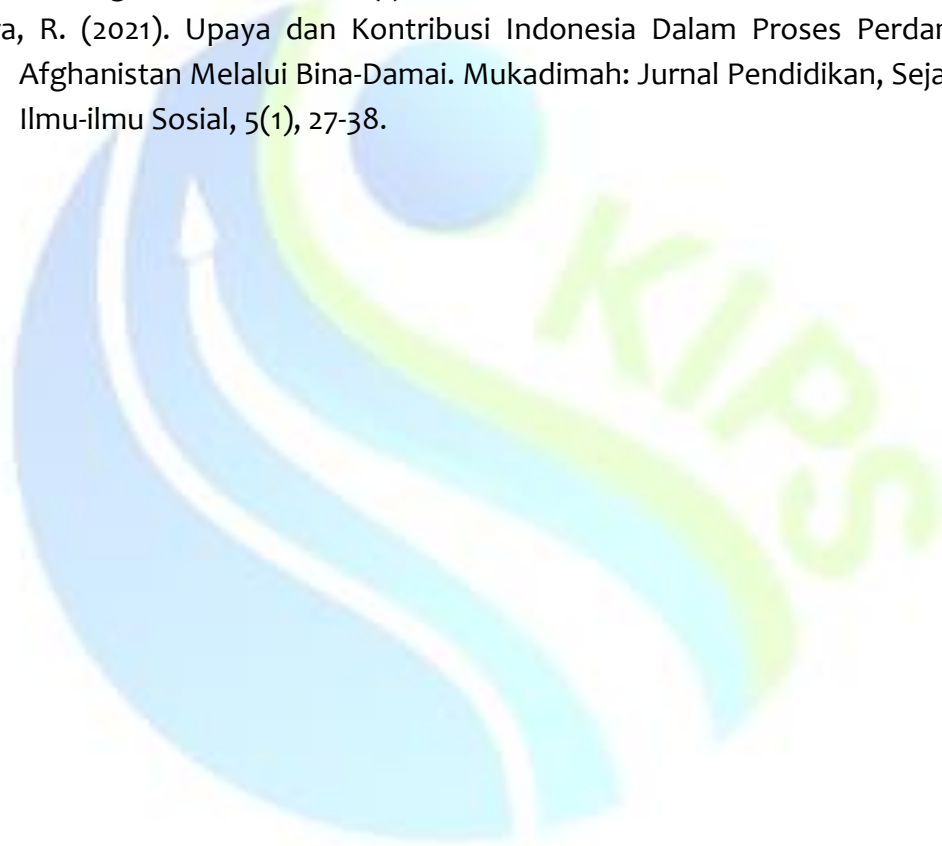 a, R. (2021). Upaya dan Kontribusi Indonesia Dalam Proses Perdam
Afghanistan Melalui Bina-Damai. Mukadimah: Jurnal Pendidikan, Seja
Ilmu-ilmu Sosial, 5(1), 27-38.
KIPS